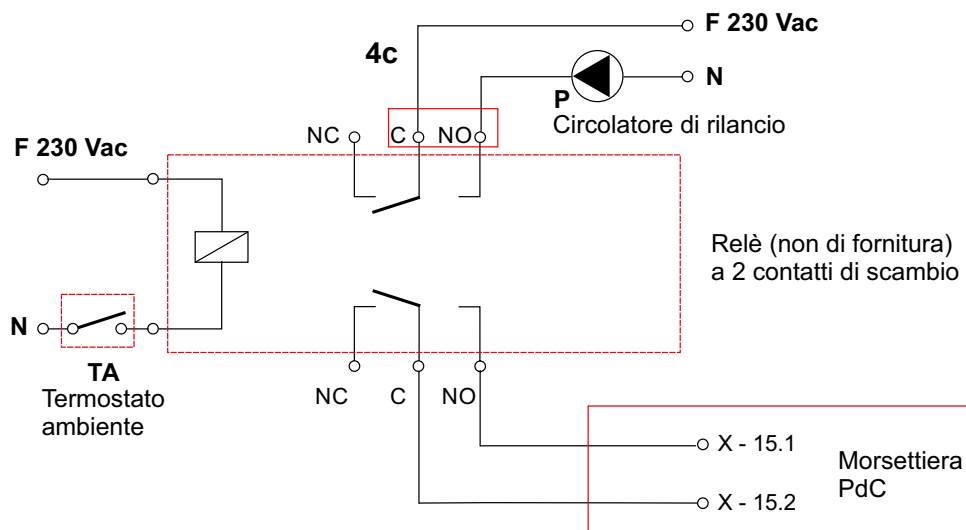 F 230 Vac
4c
N
P
Circolatore di rilancio
NC
C
NO
F 230 Vac
Relè (non di fornitura)
a 2 contatti di scambio
N
TA
Termostato
ambiente
NC
C
NO
X - 15.1
X - 15.2
Morsettiera
PdC